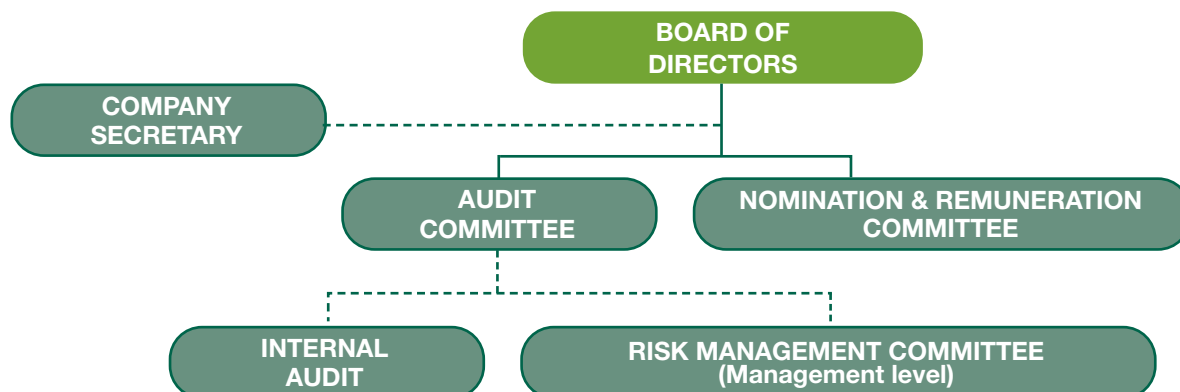 BOARD OF
DIRECTORS
COMPANY
SECRETARY
AUDIT
COMMITTEE
NOMINATION & REMUNERATION
COMMITTEE
INTERNAL
AUDIT
RISK MANAGEMENT COMMITTEE
(Management level)